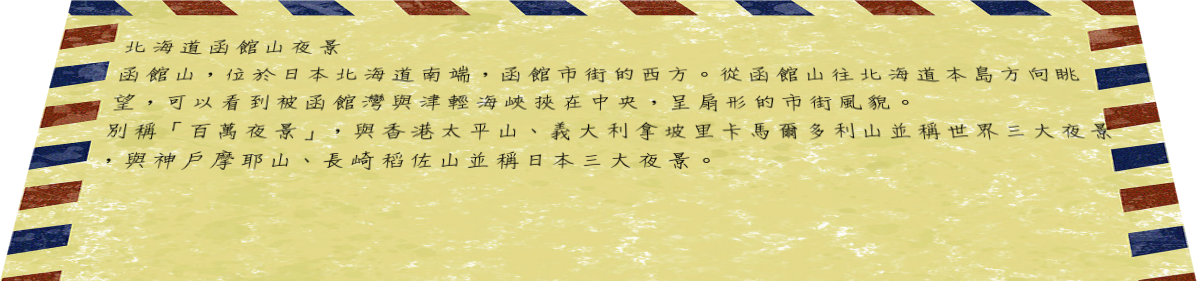 北海道函館山夜景
函館山，位於日本北海道南端，函館市街的西方。從函館山往北海道本島方向眺
望，可以看到被函館灣與津輕海峽挾在中央，呈扇形的市街風貌。
別稱「百萬夜景」，與香港太平山、義大利拿坡里卡馬爾多利山並稱世界三大夜景
，與神戶摩耶山、長崎稻佐山並稱日本三大夜景。